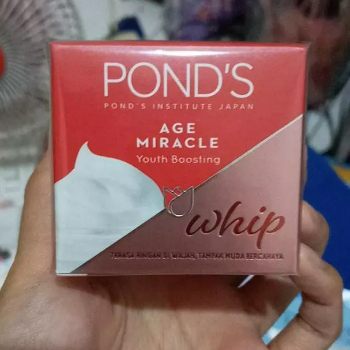 POND'S
POND'S INSTITUTE JAPAN
AGE
MIRACLE
Youth Boosting
whip
TERASA RINGAN DI WAJAH, TAMPAK MUDA BERCAHAYA